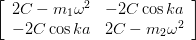 [ 2C − m₁ω²  −2C cos ka ]
[ −2C cos ka  2C − m₂ω² ]